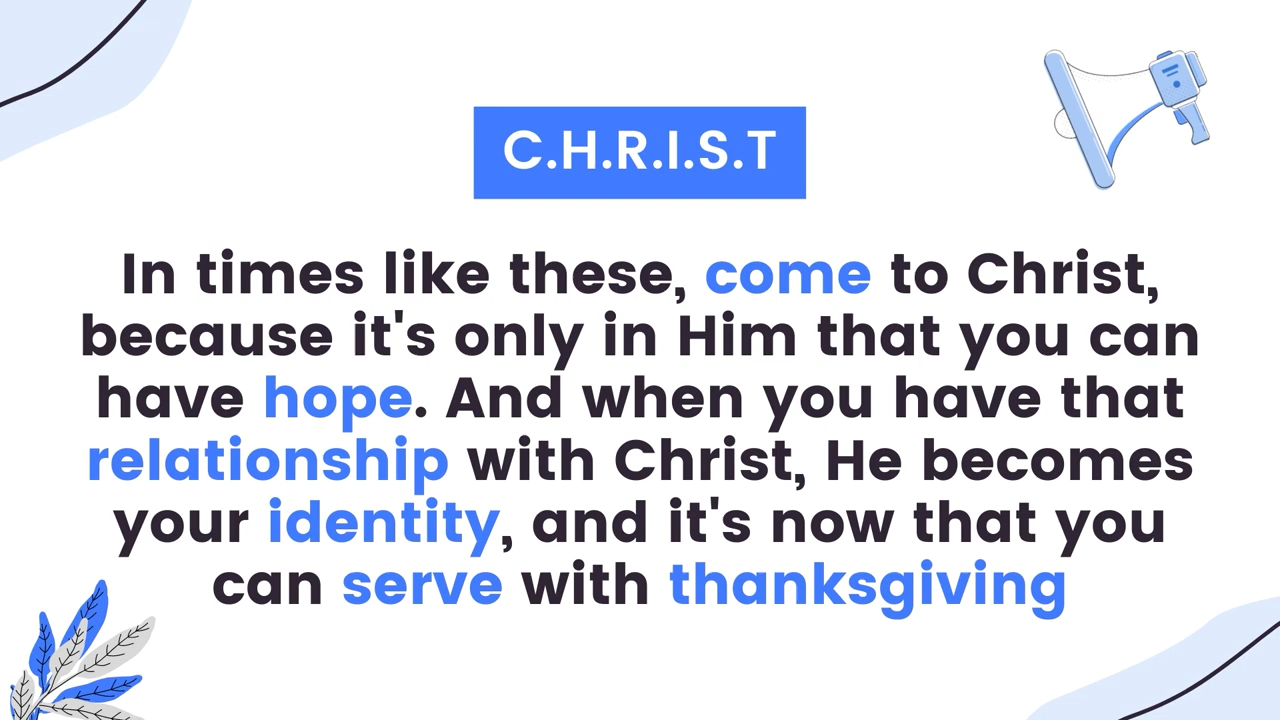 C.H.R.I.S.T
In times like these, come to Christ,
because it's only in Him that you can
have hope. And when you have that
relationship with Christ, He becomes
your identity, and it's now that you
can serve with thanksgiving